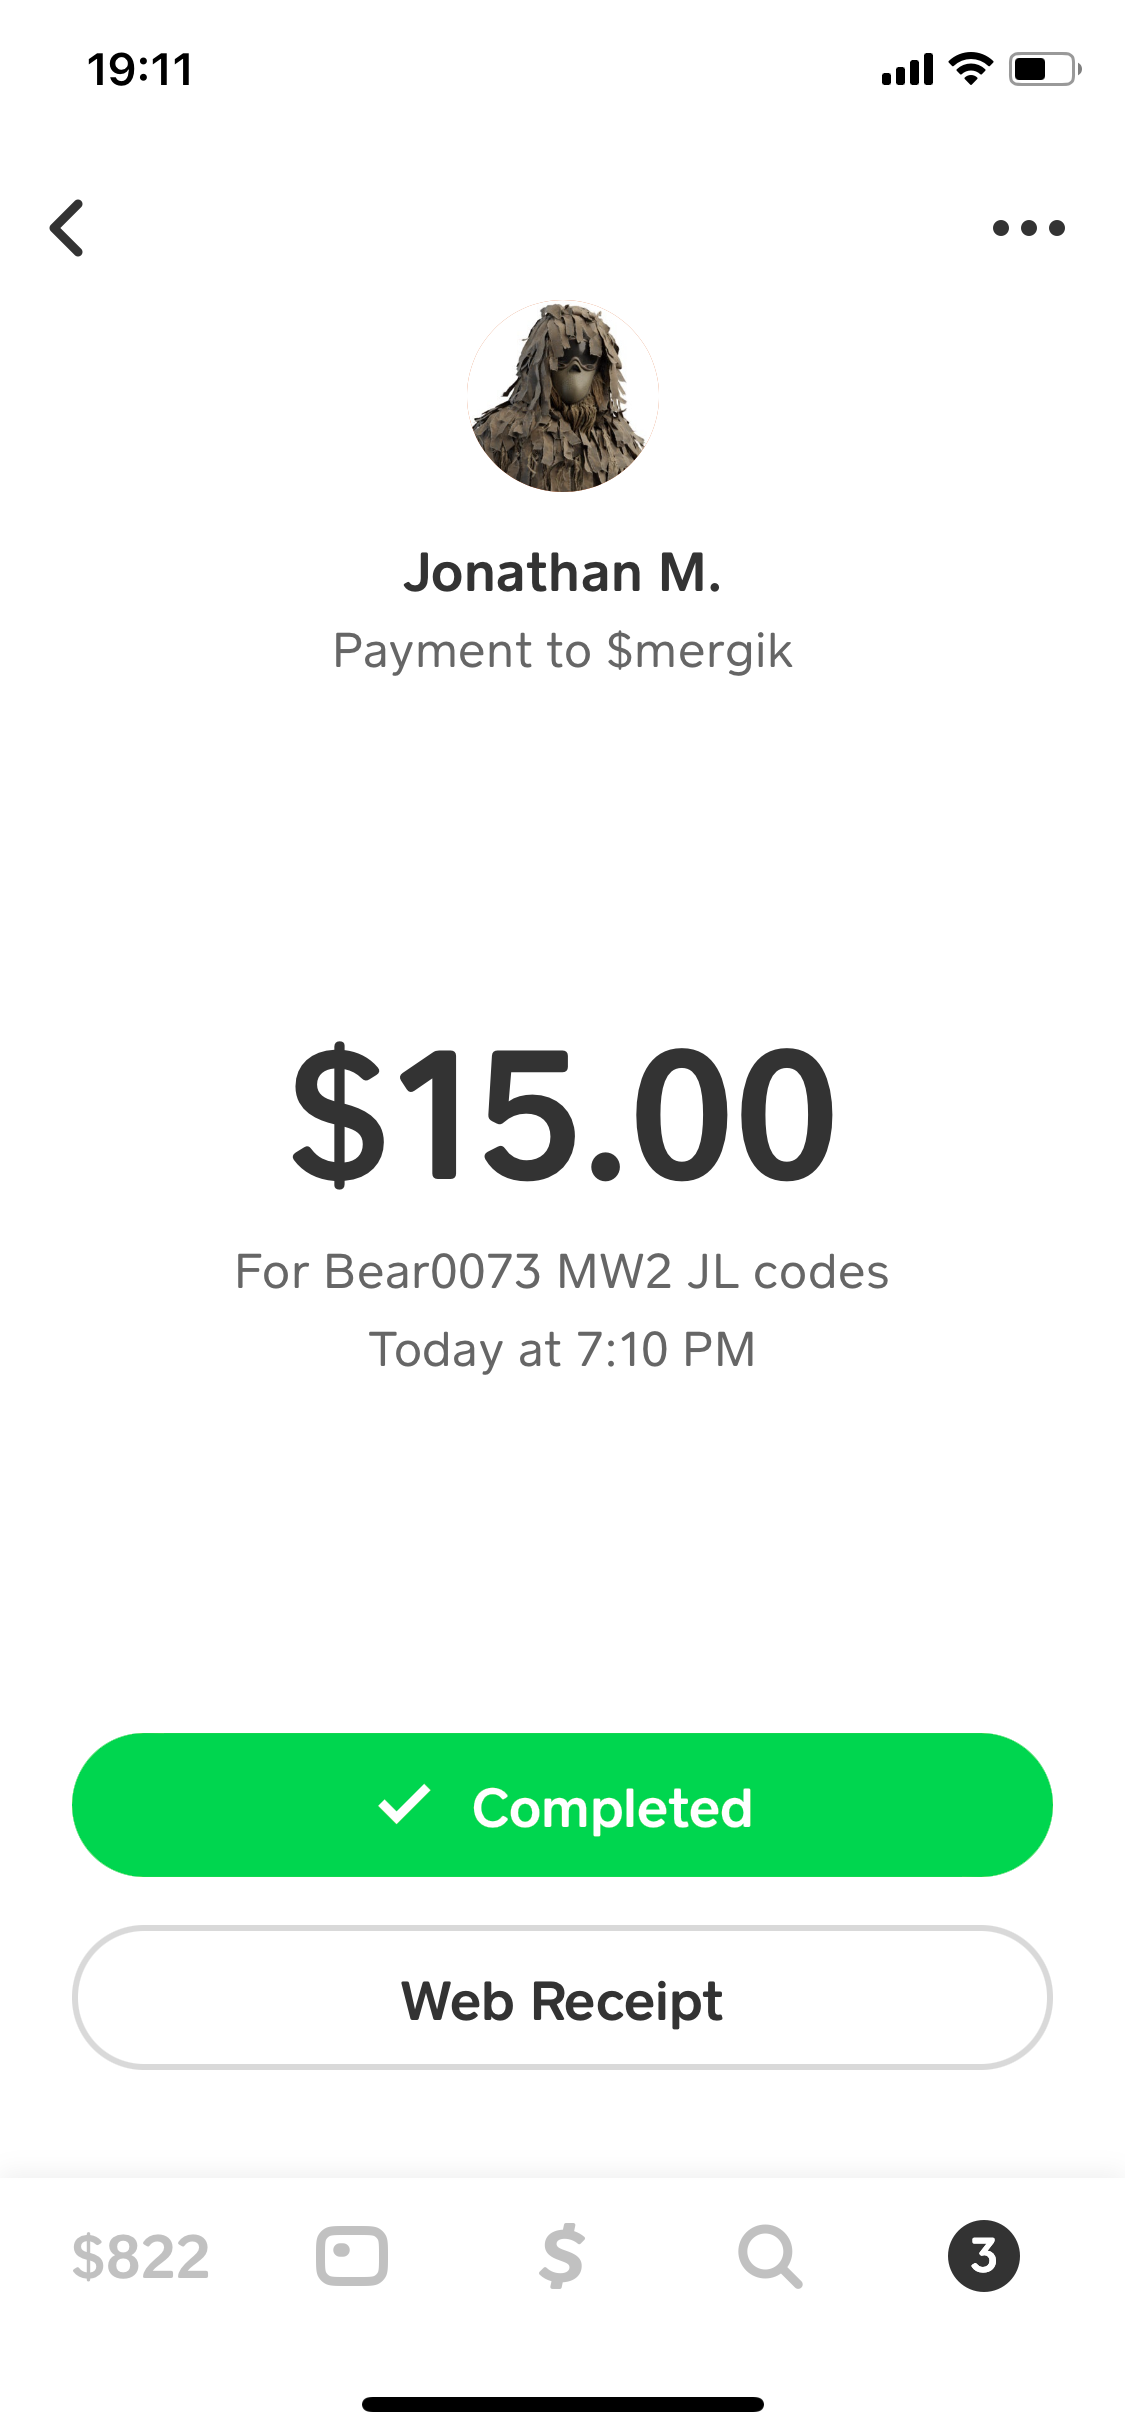 19:11
Jonathan M.
Payment to $mergik
$15.00
For Bear0073 MW2 JL codes
Today at 7:10 PM
Completed
Web Receipt
$822
$
3